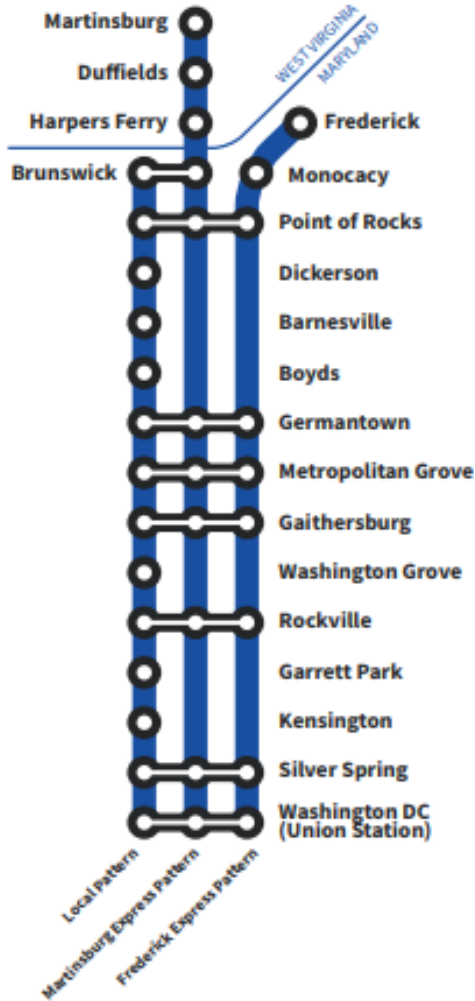 Martinsburg
WEST VIRGINIA
MARYLAND
Duffields
Harpers Ferry
Frederick
Brunswick
Monocacy
Point of Rocks
Dickerson
Barnesville
Boyds
Germantown
Metropolitan Grove
Gaithersburg
Washington Grove
Rockville
Garrett Park
Kensington
Silver Spring
Washington DC
(Union Station)
Local Pattern
Martinsburg Express Pattern
Frederick Express Pattern